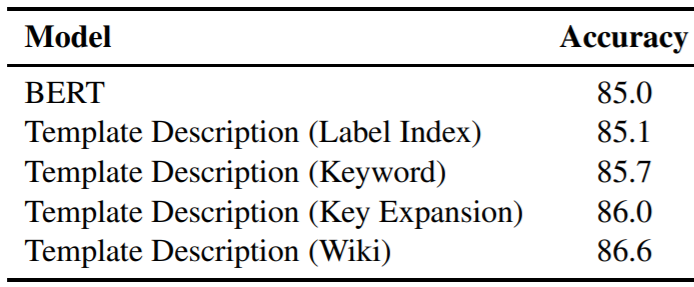 Model Accuracy
BERT 85.0
Template Description (Label Index) 85.1
Template Description (Keyword) 85.7
Template Description (Key Expansion) 86.0
Template Description (Wiki) 86.6